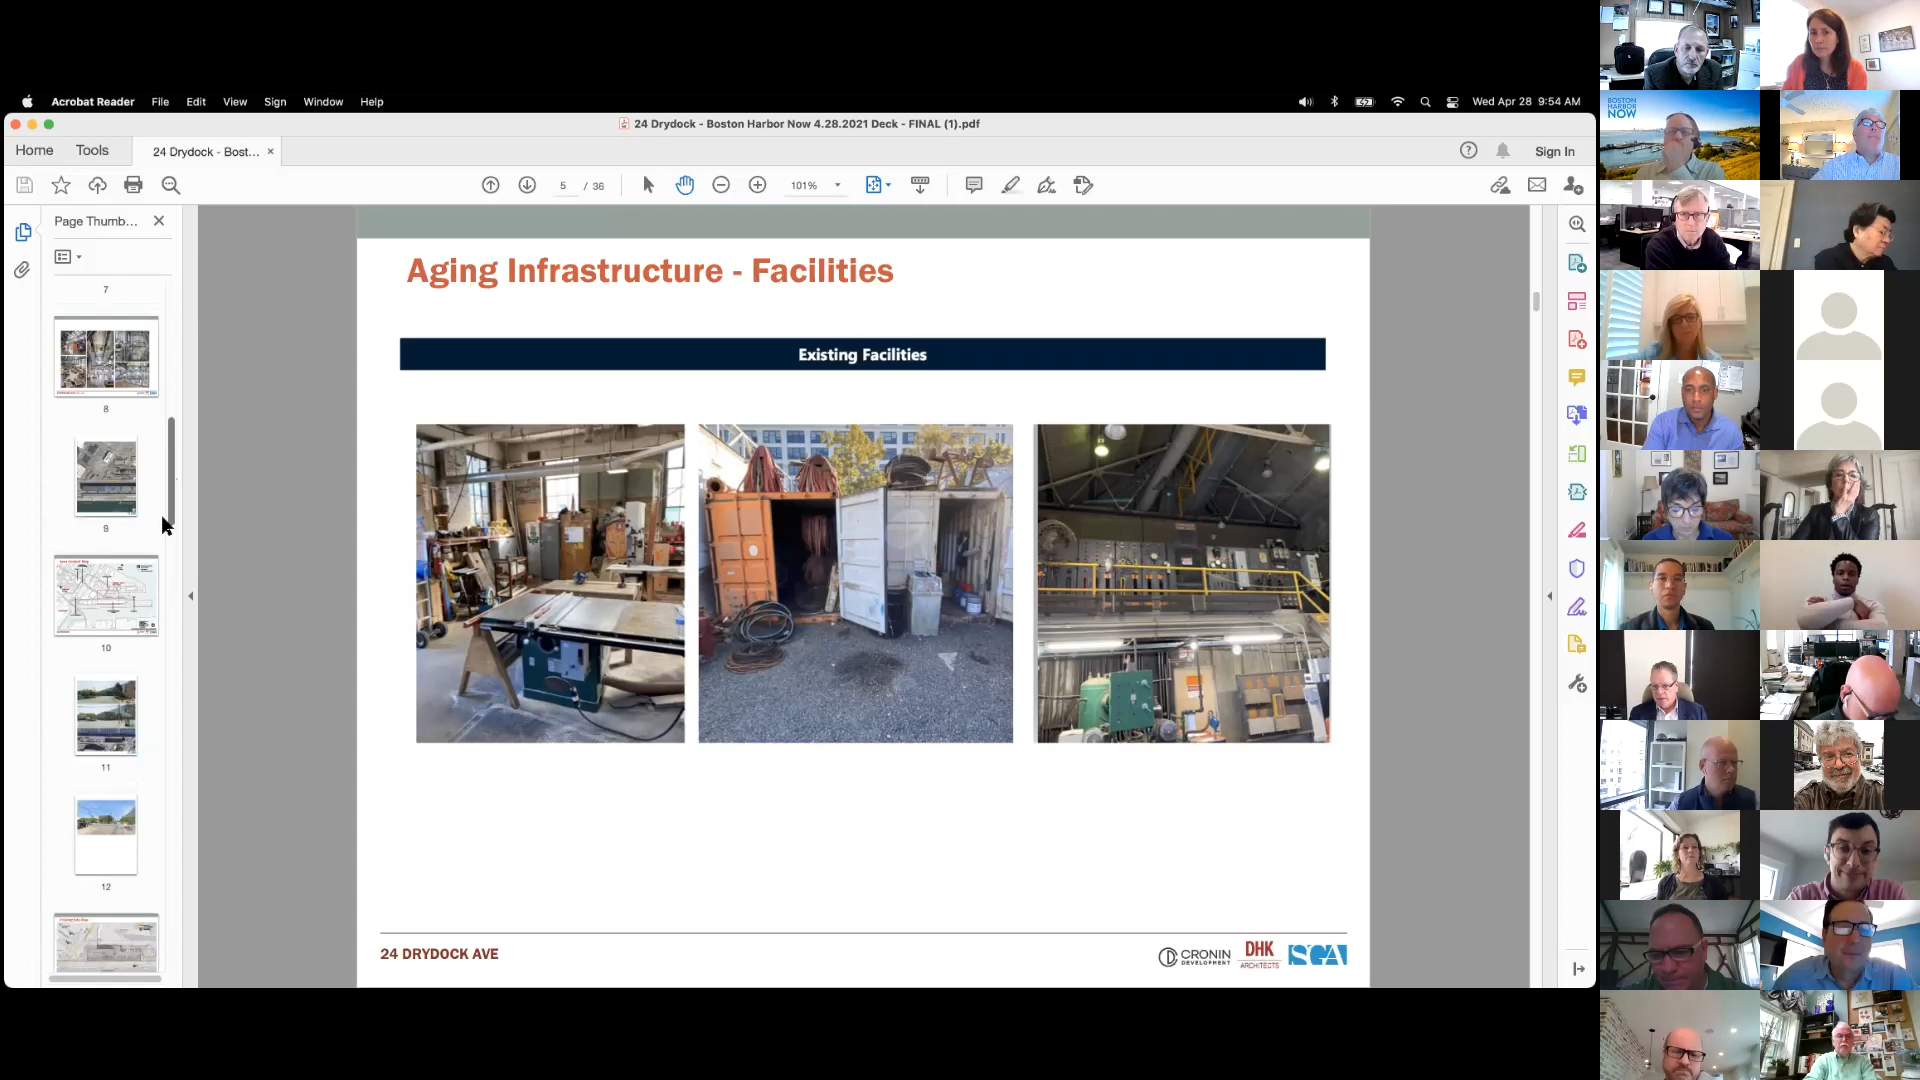 Acrobat Reader File Edit View Sign Window Help
Wed Apr 28 9:54 AM
24 Drydock - Boston Harbor Now 4.28.2021 Deck - FINAL (1).pdf
Home Tools 24 Drydock - Bost... ×
Sign In
5 / 36
101%
Page Thumb...
7
8
9
10
11
12
Aging Infrastructure - Facilities
Existing Facilities
24 DRYDOCK AVE
CRONIN
DEVELOPMENT
DHK
ARCHITECTS
SGA
BOSTON
HARBOR
NOW